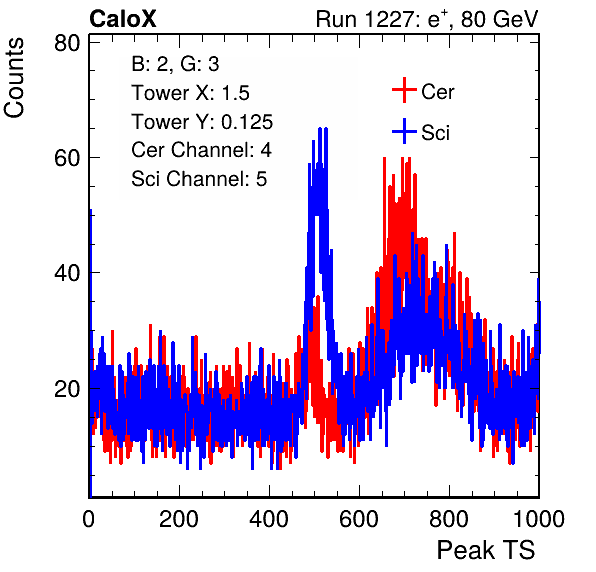 CaloX Run 1227: e⁺, 80 GeV
Counts
B: 2, G: 3
Tower X: 1.5
Tower Y: 0.125
Cer Channel: 4
Sci Channel: 5
Cer
Sci
80
60
40
20
0 200 400 600 800 1000
Peak TS